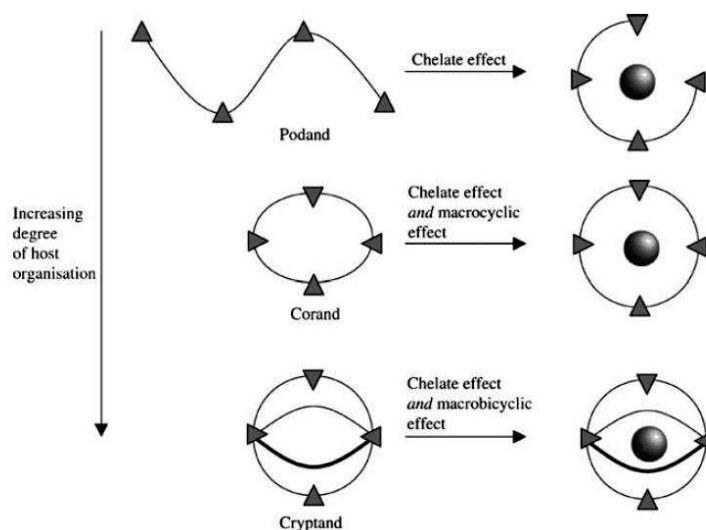 Chelate effect
Podand
Increasing
degree
of host
organisation
Chelate effect
and macrocyclic
effect
Corand
Chelate effect
and macrobicyclic
effect
Cryptand